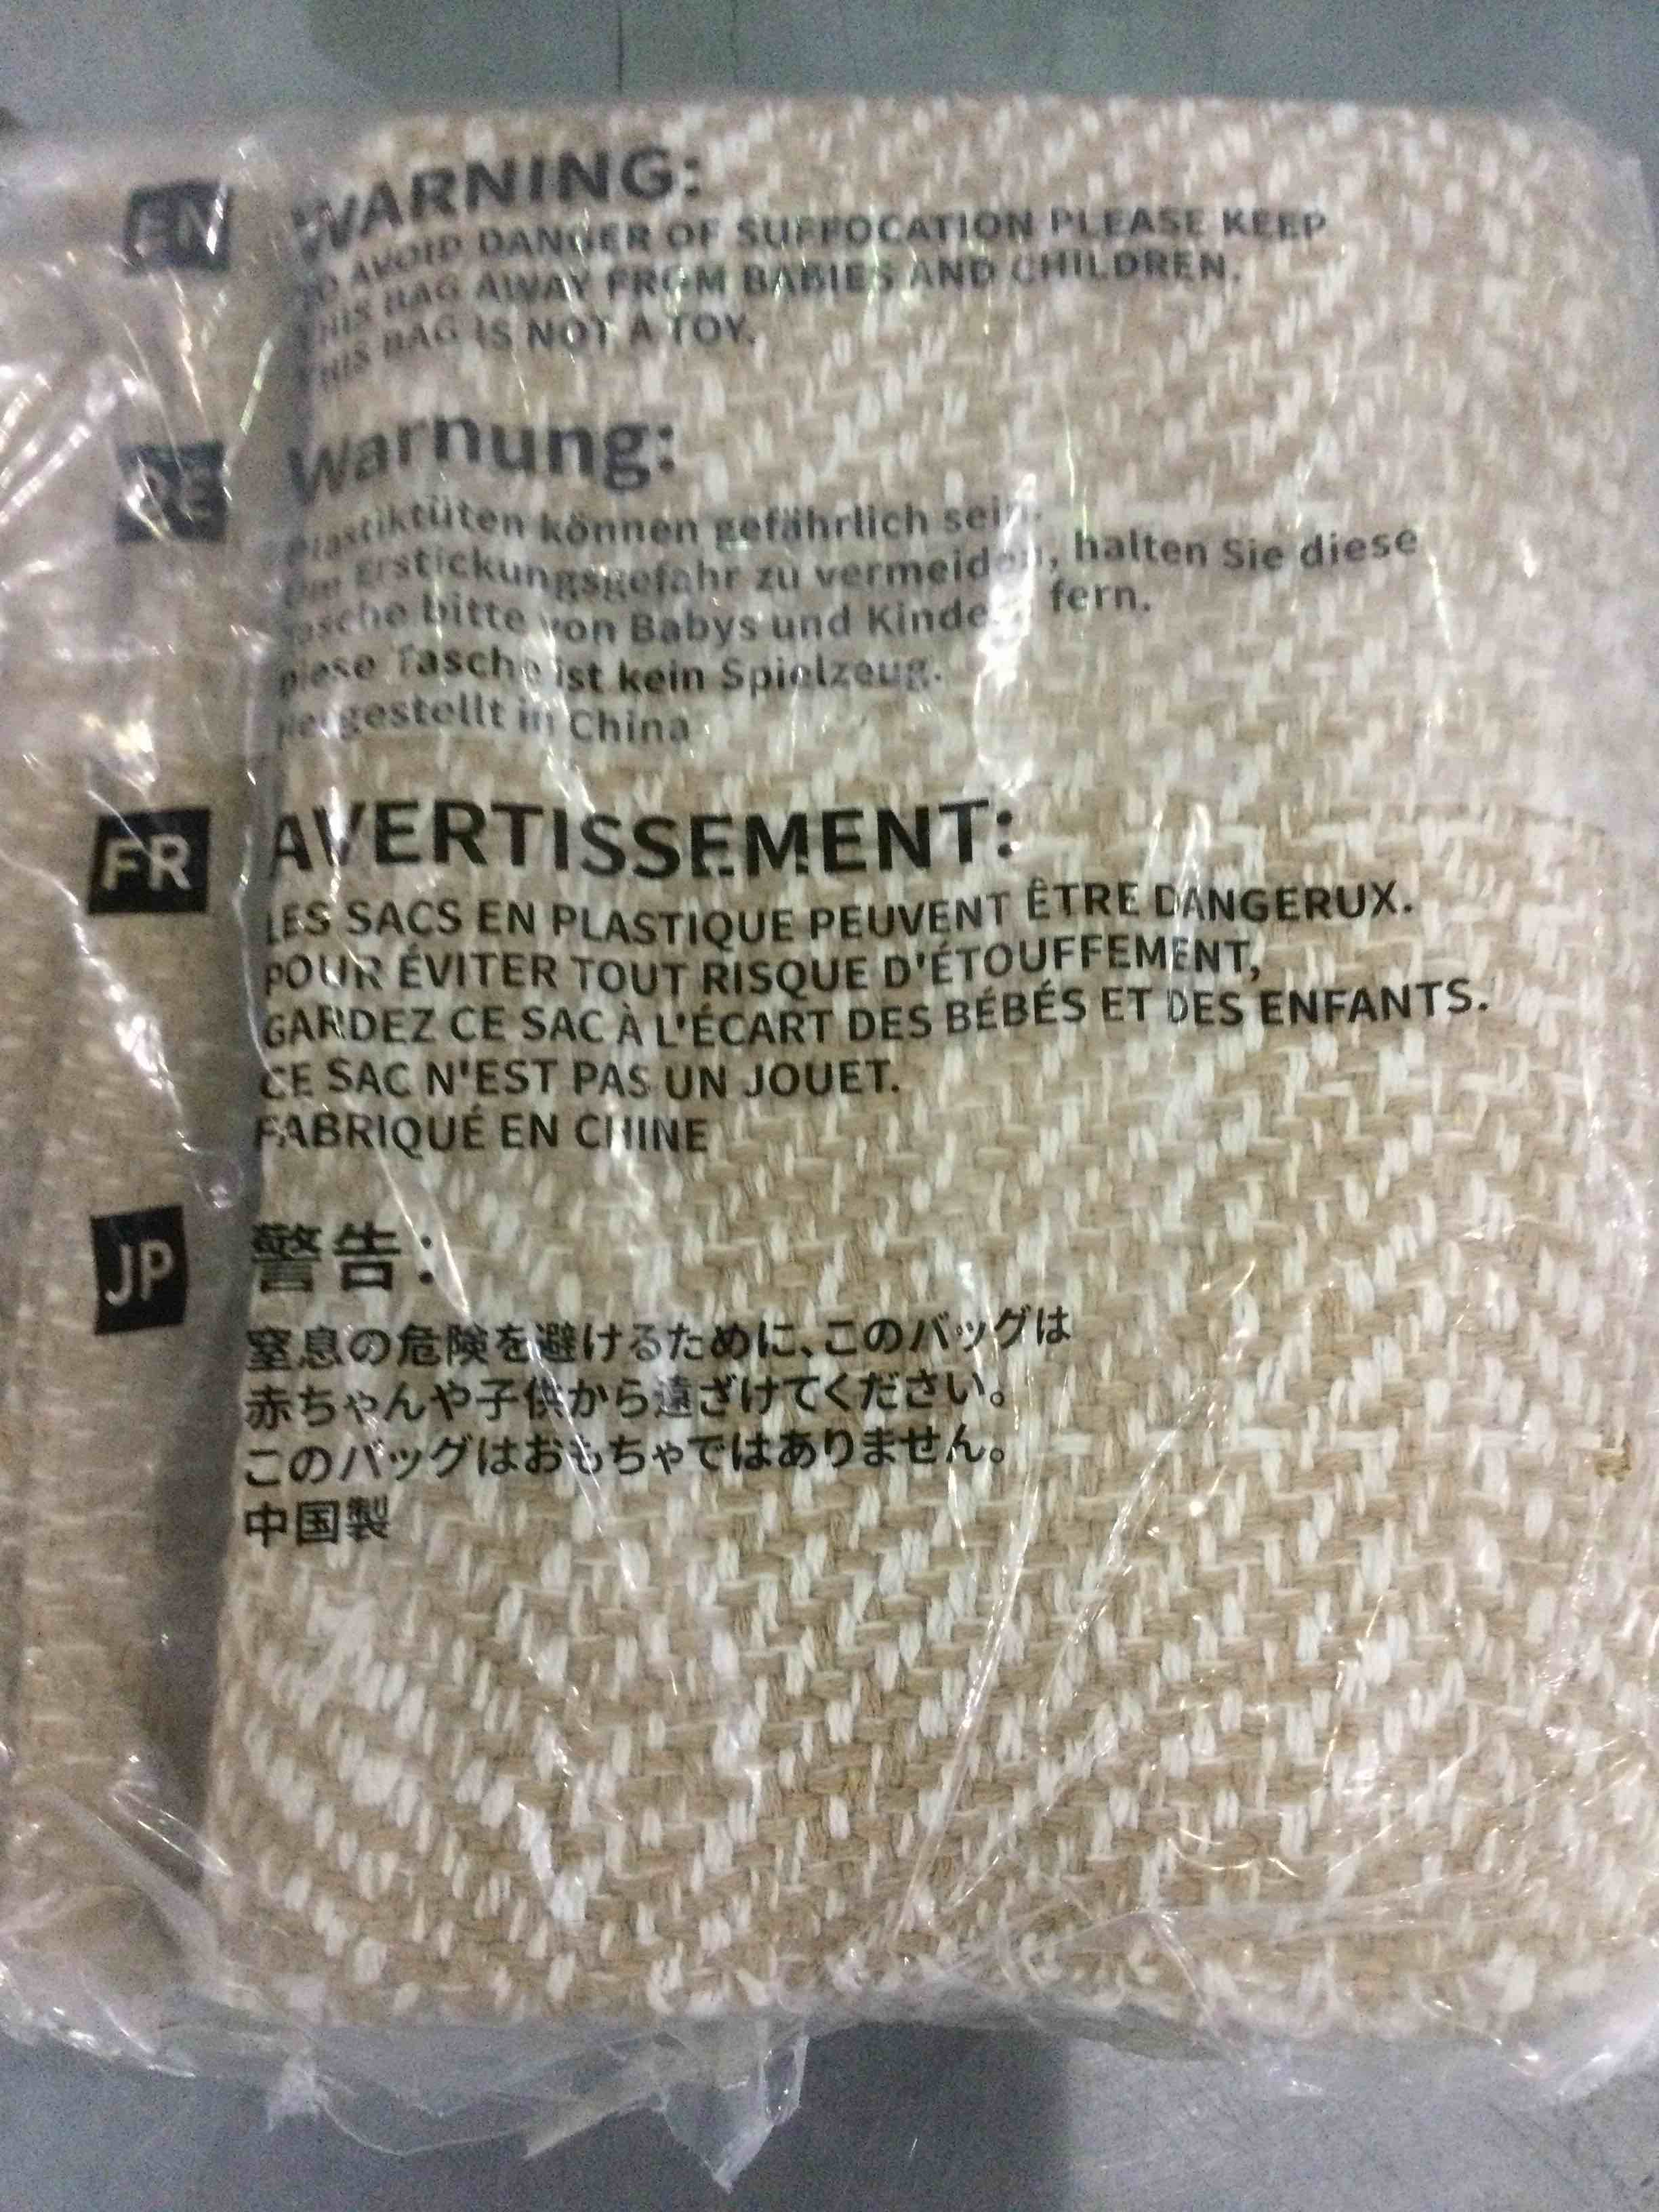 EN
WARNING:
TO AVOID DANGER OF SUFFOCATION PLEASE KEEP
THIS BAG AWAY FROM BABIES AND CHILDREN.
THIS BAG IS NOT A TOY.
DE
Warnung:
Plastiktüten können gefährlich sein.
Um Erstickungsgefahr zu vermeiden, halten Sie diese
Tasche bitte von Babys und Kindern fern.
Diese Tasche ist kein Spielzeug.
Hergestellt in China
FR
AVERTISSEMENT:
LES SACS EN PLASTIQUE PEUVENT ÊTRE DANGERUX.
POUR ÉVITER TOUT RISQUE D'ÉTOUFFEMENT,
GARDEZ CE SAC À L'ÉCART DES BÉBÉS ET DES ENFANTS.
CE SAC N'EST PAS UN JOUET.
FABRIQUÉ EN CHINE
JP
警告:
窒息の危険を避けるために、このバッグは
赤ちゃんや子供から遠ざけてください。
このバッグはおもちゃではありません。
中国製